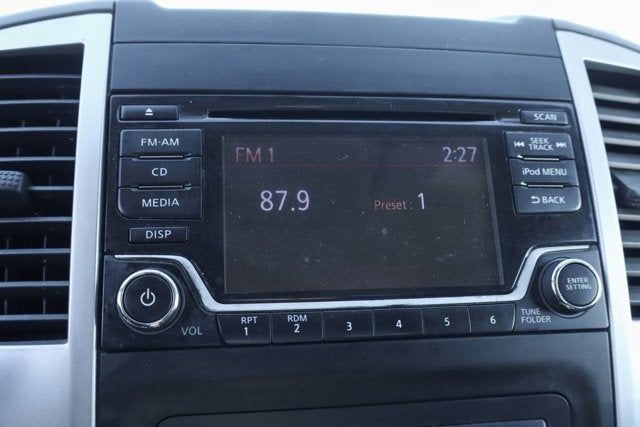 SCAN
FM·AM
SEEK
TRACK
FM 1
2:27
CD
iPod MENU
87.9
Preset : 1
MEDIA
BACK
DISP
ENTER
SETTING
VOL
RPT
1
RDM
2
3
4
5
6
TUNE
FOLDER